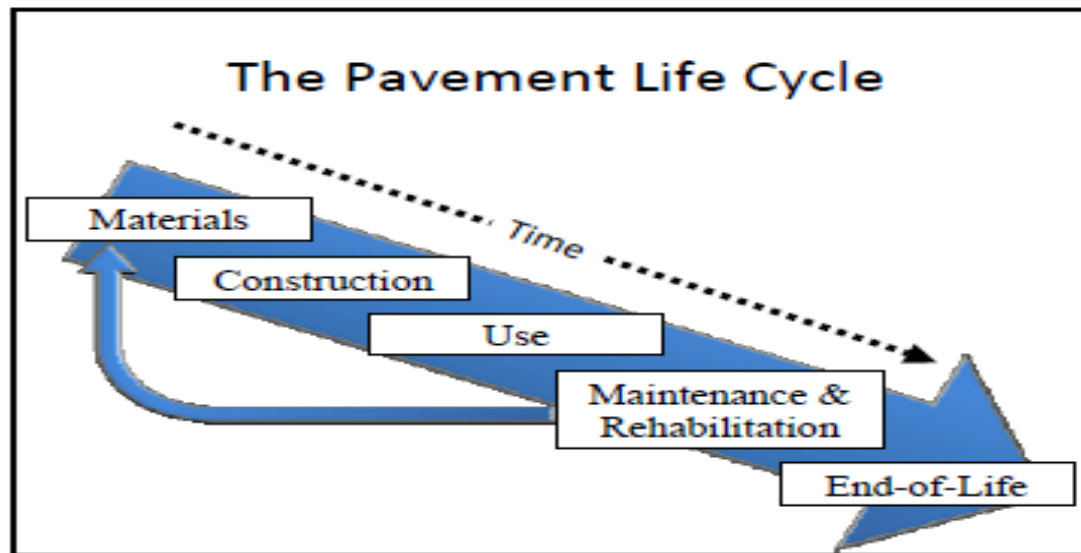 The Pavement Life Cycle
Time
Materials
Construction
Use
Maintenance &
Rehabilitation
End-of-Life